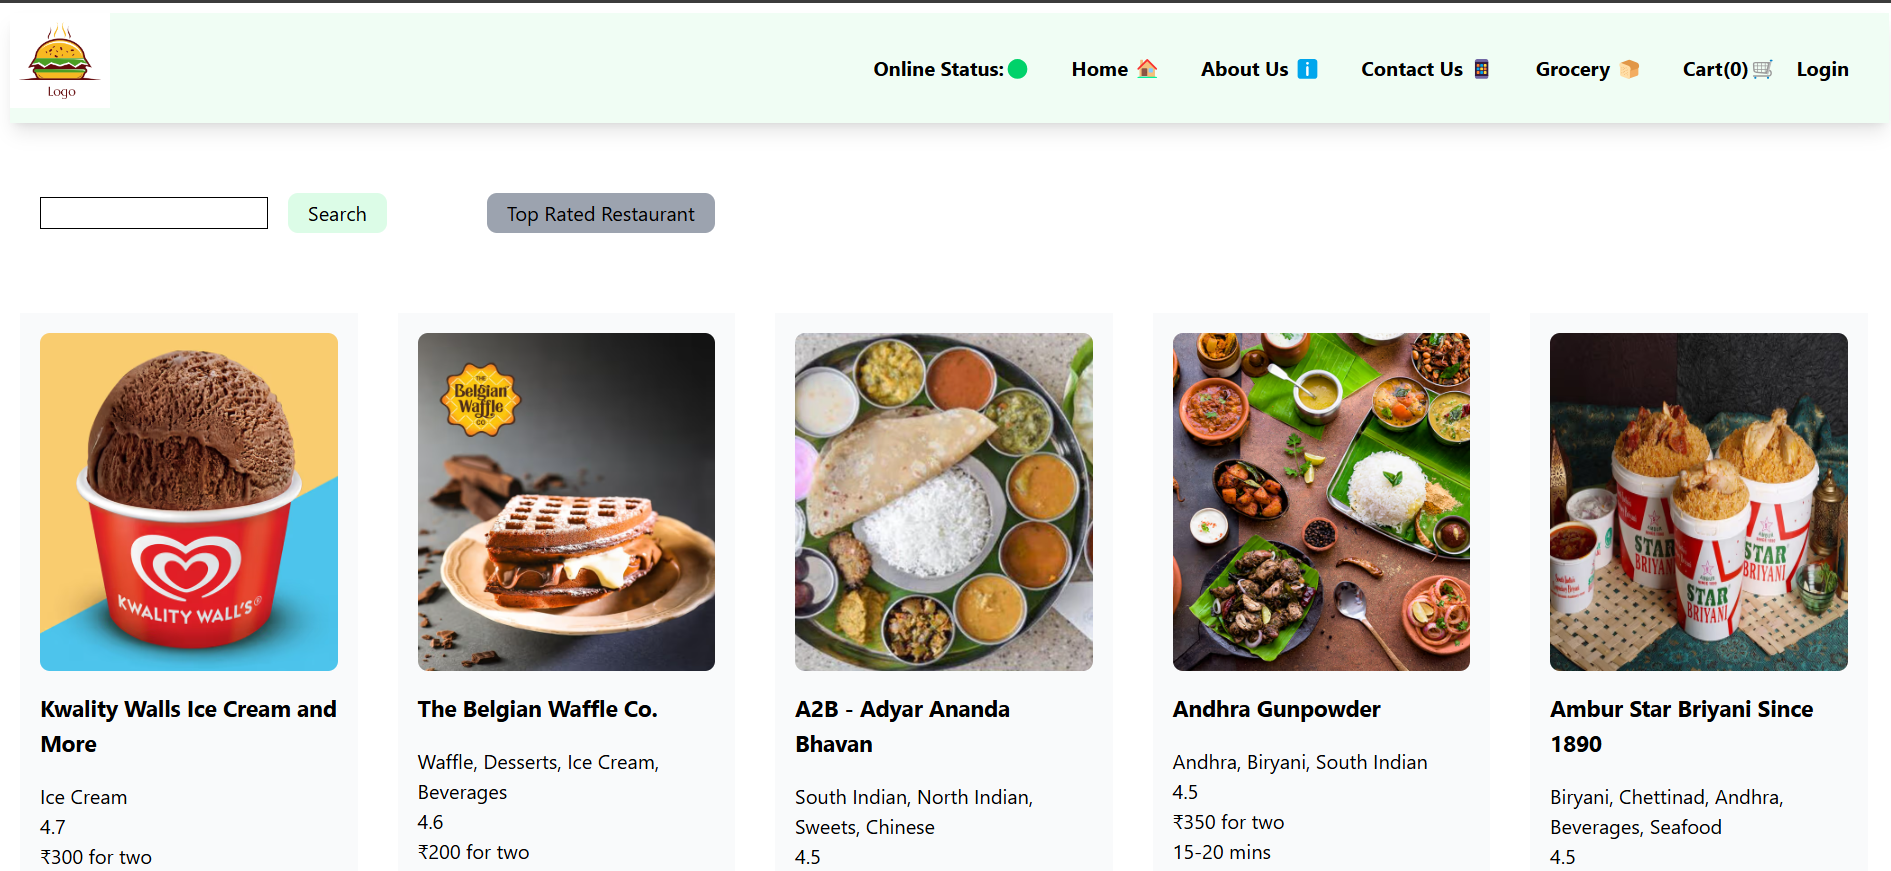 Logo
Online Status:
Home
About Us
Contact Us
Grocery
Cart(0)
Login
Search
Top Rated Restaurant
KWALITY WALL'S®
THE
Belgian
Waffle
CO
STAR
BRIYANI
STAR
BRIYANI
STAR
BRIYANI
Kwality Walls Ice Cream and
More
Ice Cream
4.7
₹300 for two
The Belgian Waffle Co.
Waffle, Desserts, Ice Cream,
Beverages
4.6
₹200 for two
A2B - Adyar Ananda
Bhavan
South Indian, North Indian,
Sweets, Chinese
4.5
Andhra Gunpowder
Andhra, Biryani, South Indian
4.5
₹350 for two
15-20 mins
Ambur Star Briyani Since
1890
Biryani, Chettinad, Andhra,
Beverages, Seafood
4.5